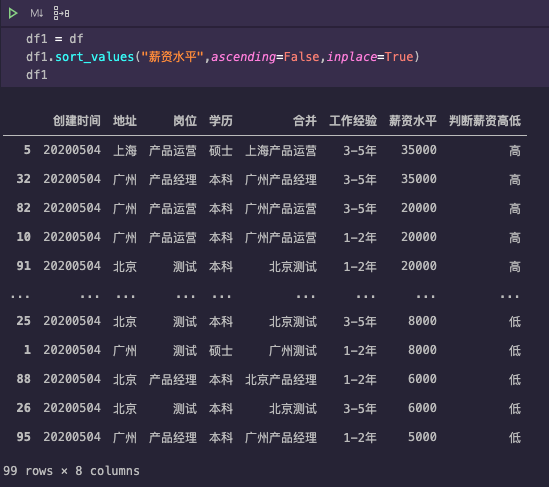 M↓
df1 = df
df1.sort_values("薪资水平",ascending=False,inplace=True)
df1
创建时间 地址 岗位 学历 合并 工作经验 薪资水平 判断薪资高低
5 20200504 上海 产品运营 硕士 上海产品运营 3-5年 35000 高
32 20200504 广州 产品经理 本科 广州产品经理 3-5年 35000 高
82 20200504 广州 产品运营 本科 广州产品运营 3-5年 20000 高
10 20200504 广州 产品运营 本科 广州产品运营 1-2年 20000 高
91 20200504 北京 测试 本科 北京测试 1-2年 20000 高
... ... ... ... ... ... ... ... ...
25 20200504 北京 测试 本科 北京测试 3-5年 8000 低
1 20200504 广州 测试 硕士 广州测试 1-2年 8000 低
88 20200504 北京 产品经理 本科 北京产品经理 1-2年 6000 低
26 20200504 北京 测试 本科 北京测试 3-5年 6000 低
95 20200504 广州 产品经理 本科 广州产品经理 1-2年 5000 低
99 rows × 8 columns